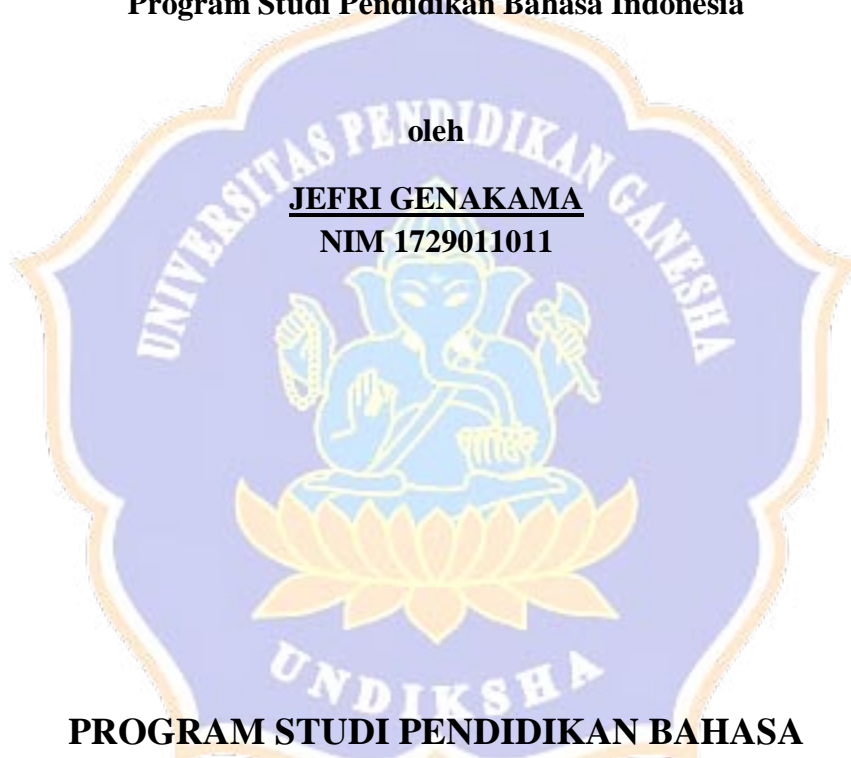 Program Studi Pendidikan Bahasa Indonesia
oleh
JEFRI GENAKAMA
NIM 1729011011
UNIVERSITAS PENDIDIKAN GANESHA
UNDIKSHA
PROGRAM STUDI PENDIDIKAN BAHASA